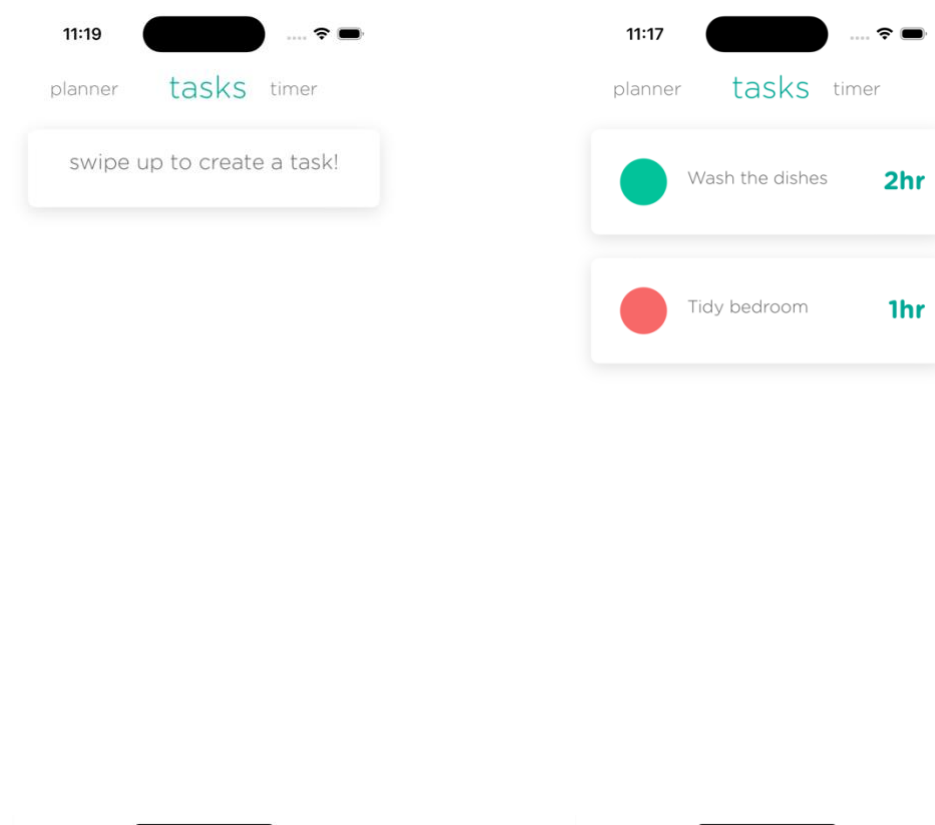 11:19
planner tasks timer
swipe up to create a task!
11:17
planner tasks timer
Wash the dishes 2hr
Tidy bedroom 1hr